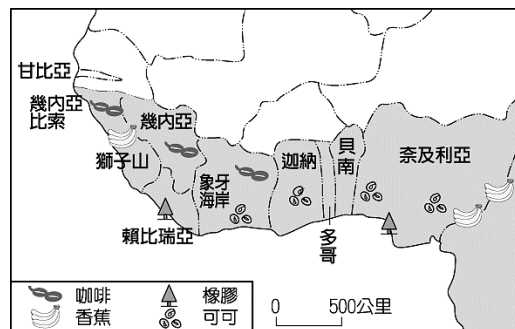 甘比亞
幾內亞
比索
幾內亞
獅子山
象牙
海岸
迦納
貝南
奈及利亞
賴比瑞亞
多哥
咖啡
橡膠
香蕉
可可
0 500公里